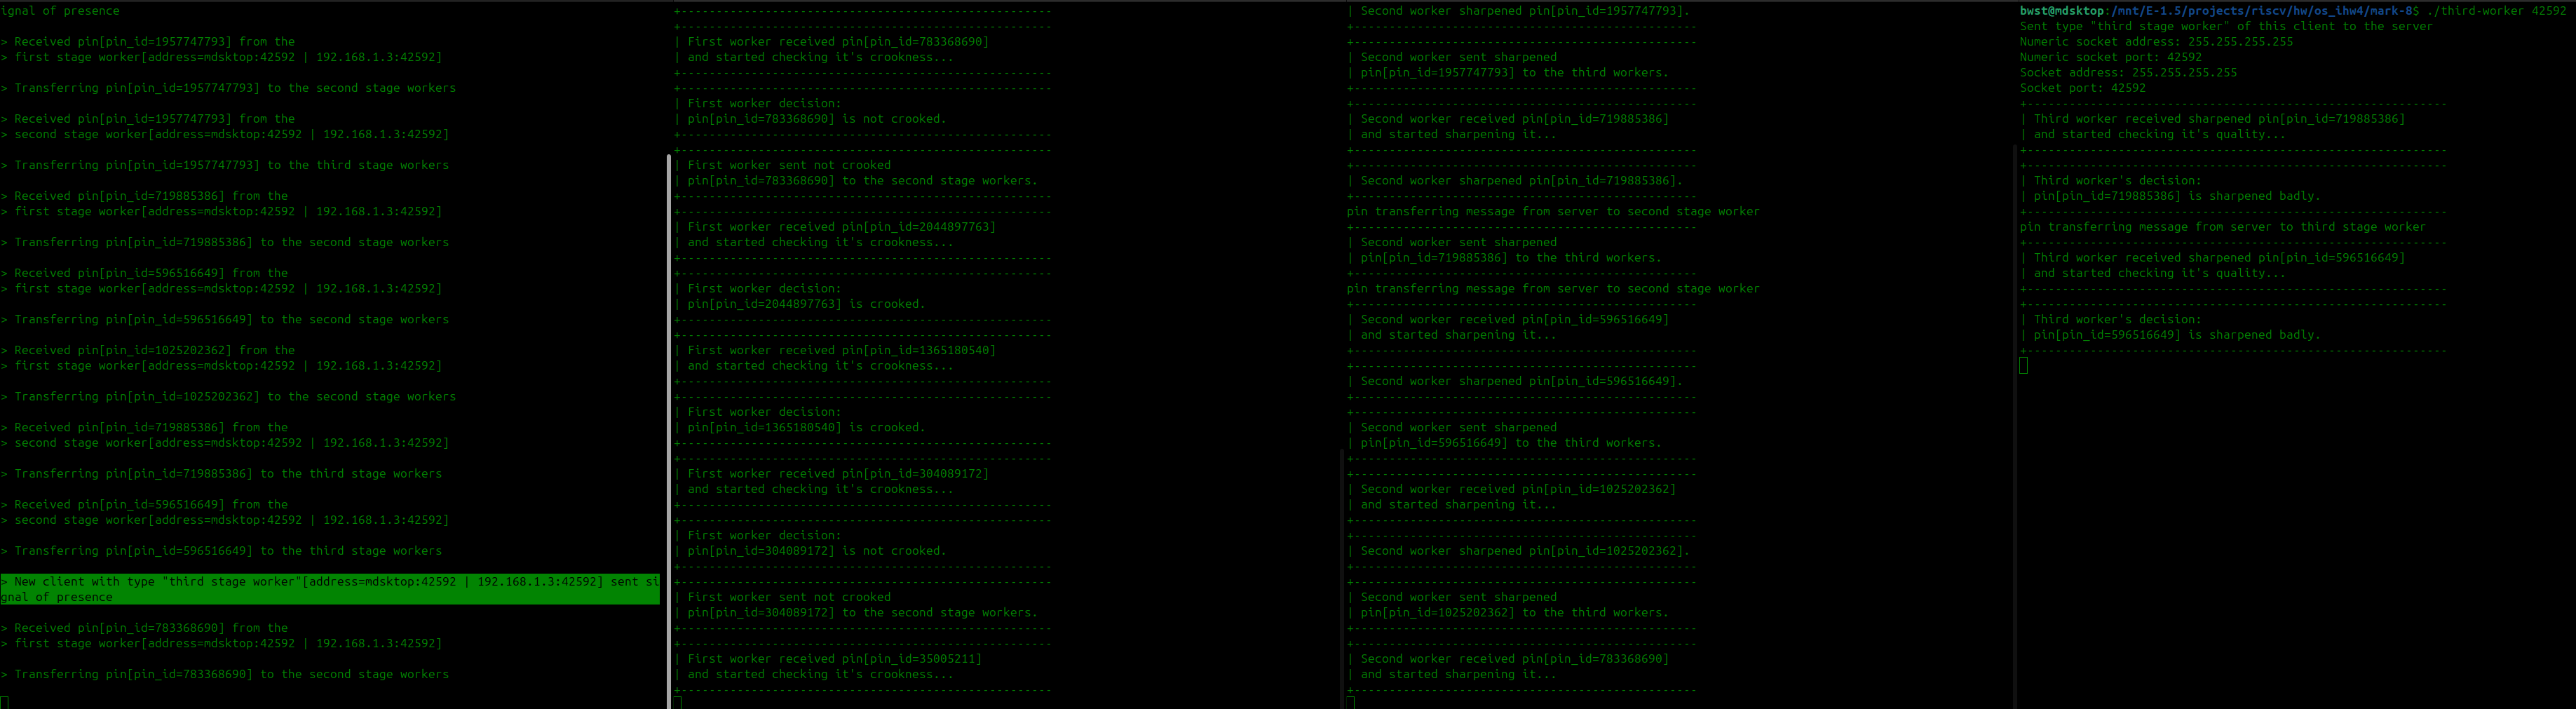 ignal of presence
> Received pin[pin_id=1957747793] from the
> first stage worker[address=mdsktop:42592 | 192.168.1.3:42592]
> Transferring pin[pin_id=1957747793] to the second stage workers
> Received pin[pin_id=1957747793] from the
> second stage worker[address=mdsktop:42592 | 192.168.1.3:42592]
> Transferring pin[pin_id=1957747793] to the third stage workers
> Received pin[pin_id=719885386] from the
> first stage worker[address=mdsktop:42592 | 192.168.1.3:42592]
> Transferring pin[pin_id=719885386] to the second stage workers
> Received pin[pin_id=596516649] from the
> first stage worker[address=mdsktop:42592 | 192.168.1.3:42592]
> Transferring pin[pin_id=596516649] to the second stage workers
> Received pin[pin_id=1025202362] from the
> first stage worker[address=mdsktop:42592 | 192.168.1.3:42592]
> Transferring pin[pin_id=1025202362] to the second stage workers
> Received pin[pin_id=719885386] from the
> second stage worker[address=mdsktop:42592 | 192.168.1.3:42592]
> Transferring pin[pin_id=719885386] to the third stage workers
> Received pin[pin_id=596516649] from the
> second stage worker[address=mdsktop:42592 | 192.168.1.3:42592]
> Transferring pin[pin_id=596516649] to the third stage workers
> New client with type "third stage worker"[address=mdsktop:42592 | 192.168.1.3:42592] sent si
gnal of presence
> Received pin[pin_id=783368690] from the
> first stage worker[address=mdsktop:42592 | 192.168.1.3:42592]
> Transferring pin[pin_id=783368690] to the second stage workers
+-----------------------------------------------------
+-----------------------------------------------------
| First worker received pin[pin_id=783368690]
| and started checking it's crookness...
+-----------------------------------------------------
+-----------------------------------------------------
| First worker decision:
| pin[pin_id=783368690] is not crooked.
+-----------------------------------------------------
+-----------------------------------------------------
| First worker sent not crooked
| pin[pin_id=783368690] to the second stage workers.
+-----------------------------------------------------
+-----------------------------------------------------
| First worker received pin[pin_id=2044897763]
| and started checking it's crookness...
+-----------------------------------------------------
+-----------------------------------------------------
| First worker decision:
| pin[pin_id=2044897763] is crooked.
+-----------------------------------------------------
+-----------------------------------------------------
| First worker received pin[pin_id=1365180540]
| and started checking it's crookness...
+-----------------------------------------------------
+-----------------------------------------------------
| First worker decision:
| pin[pin_id=1365180540] is crooked.
+-----------------------------------------------------
+-----------------------------------------------------
| First worker received pin[pin_id=304089172]
| and started checking it's crookness...
+-----------------------------------------------------
+-----------------------------------------------------
| First worker decision:
| pin[pin_id=304089172] is not crooked.
+-----------------------------------------------------
+-----------------------------------------------------
| First worker sent not crooked
| pin[pin_id=304089172] to the second stage workers.
+-----------------------------------------------------
+-----------------------------------------------------
| First worker received pin[pin_id=35005211]
| and started checking it's crookness...
+-----------------------------------------------------
| Second worker sharpened pin[pin_id=1957747793].
+-------------------------------------------------
+-------------------------------------------------
| Second worker sent sharpened
| pin[pin_id=1957747793] to the third workers.
+-------------------------------------------------
+-------------------------------------------------
| Second worker received pin[pin_id=719885386]
| and started sharpening it...
+-------------------------------------------------
+-------------------------------------------------
| Second worker sharpened pin[pin_id=719885386].
+-------------------------------------------------
pin transferring message from server to second stage worker
+-------------------------------------------------
| Second worker sent sharpened
| pin[pin_id=719885386] to the third workers.
+-------------------------------------------------
pin transferring message from server to second stage worker
+-------------------------------------------------
| Second worker received pin[pin_id=596516649]
| and started sharpening it...
+-------------------------------------------------
+-------------------------------------------------
| Second worker sharpened pin[pin_id=596516649].
+-------------------------------------------------
+-------------------------------------------------
| Second worker sent sharpened
| pin[pin_id=596516649] to the third workers.
+-------------------------------------------------
+-------------------------------------------------
| Second worker received pin[pin_id=1025202362]
| and started sharpening it...
+-------------------------------------------------
+-------------------------------------------------
| Second worker sharpened pin[pin_id=1025202362].
+-------------------------------------------------
+-------------------------------------------------
| Second worker sent sharpened
| pin[pin_id=1025202362] to the third workers.
+-------------------------------------------------
+-------------------------------------------------
| Second worker received pin[pin_id=783368690]
| and started sharpening it...
+-------------------------------------------------
bwst@mdsktop:/mnt/E-1.5/projects/riscv/hw/os_ihw4/mark-8$ ./third-worker 42592
Sent type "third stage worker" of this client to the server
Numeric socket address: 255.255.255.255
Numeric socket port: 42592
Socket address: 255.255.255.255
Socket port: 42592
+------------------------------------------------------------
| Third worker received sharpened pin[pin_id=719885386]
| and started checking it's quality...
+------------------------------------------------------------
+------------------------------------------------------------
| Third worker's decision:
| pin[pin_id=719885386] is sharpened badly.
+------------------------------------------------------------
pin transferring message from server to third stage worker
+------------------------------------------------------------
| Third worker received sharpened pin[pin_id=596516649]
| and started checking it's quality...
+------------------------------------------------------------
+------------------------------------------------------------
| Third worker's decision:
| pin[pin_id=596516649] is sharpened badly.
+------------------------------------------------------------